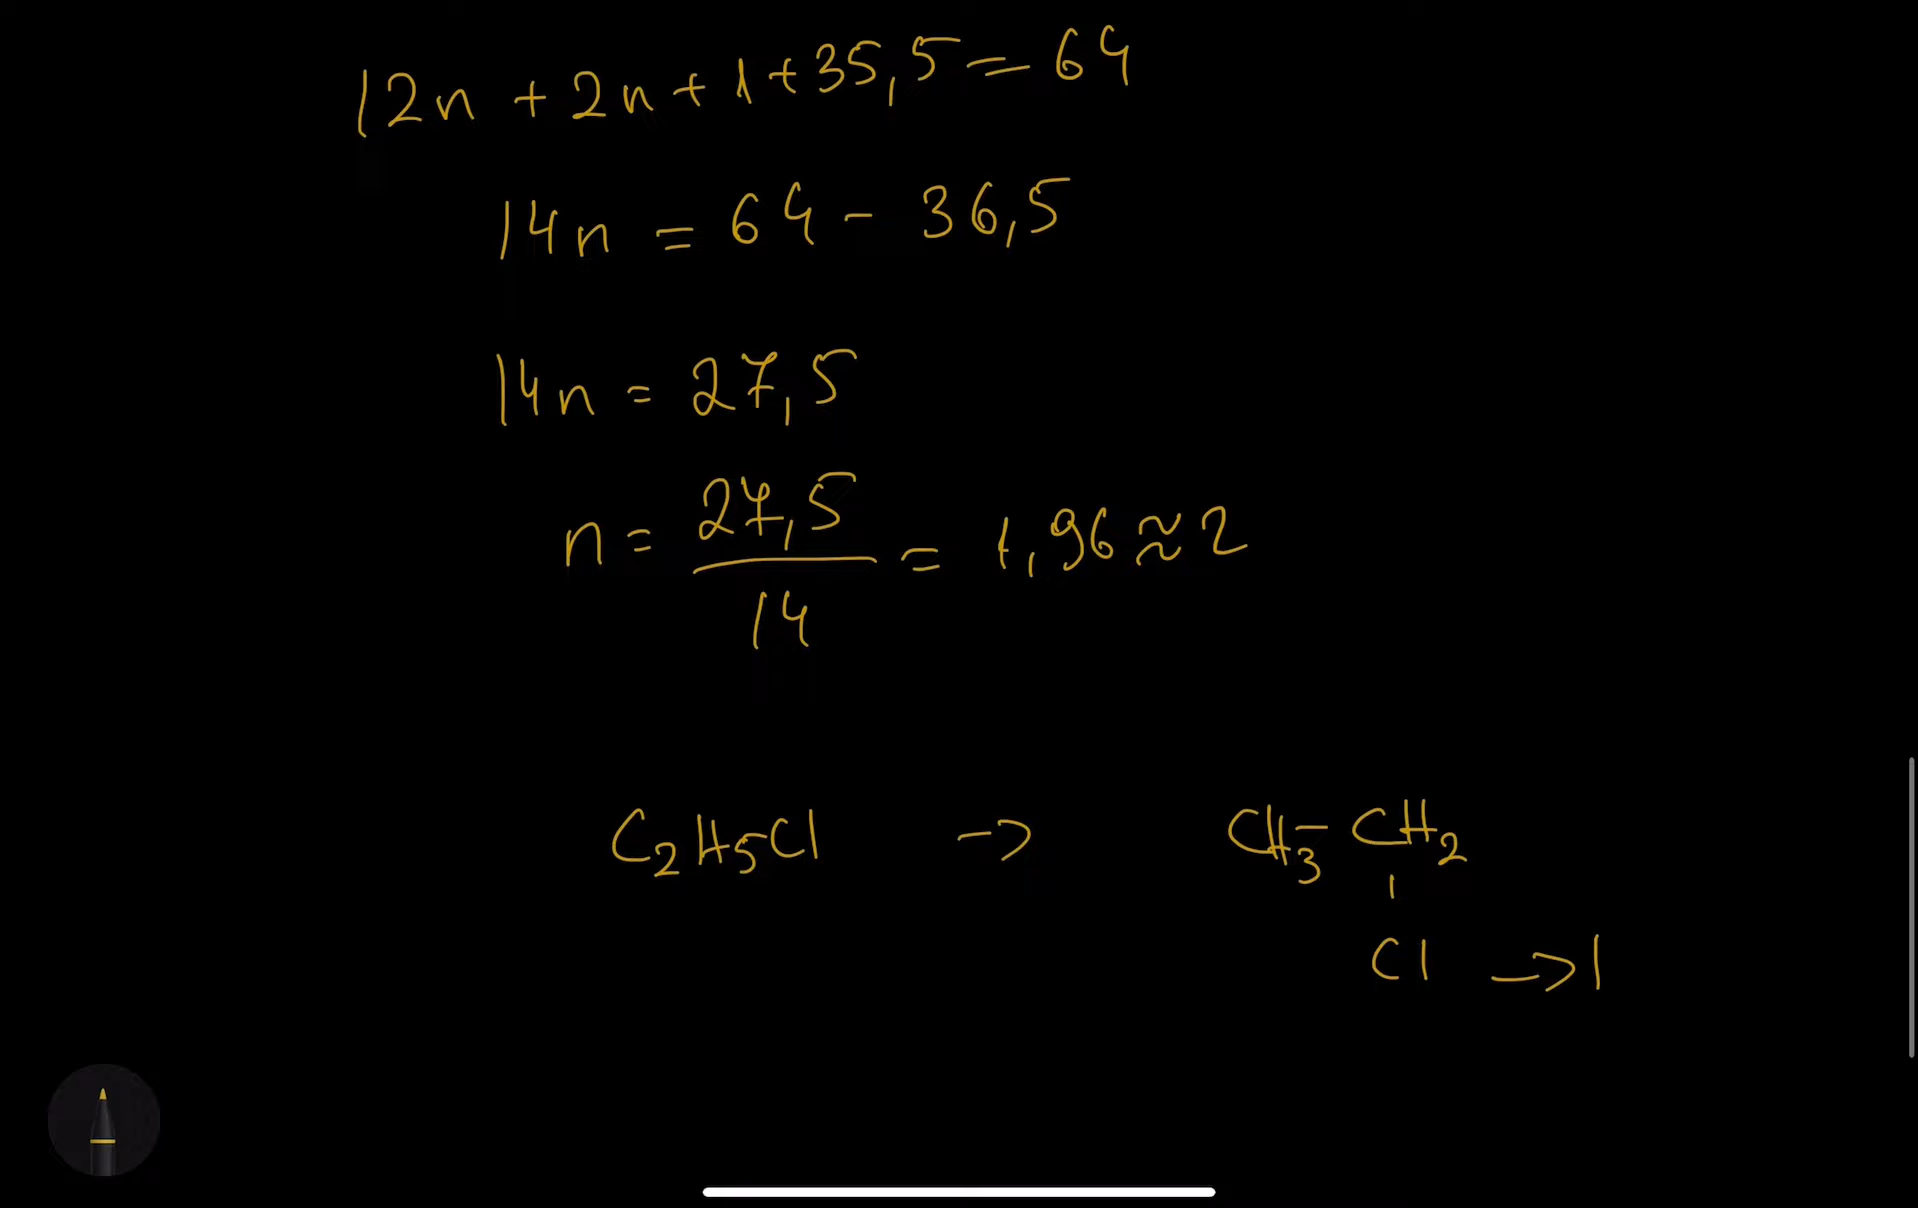 12n + 2n + 1 + 35,5 = 64
14n = 64 - 36,5
14n = 27,5
n = 27,5 / 14 = 1,96 ≈ 2
C₂H₅Cl → CH₃-CH₂
Cl → 1